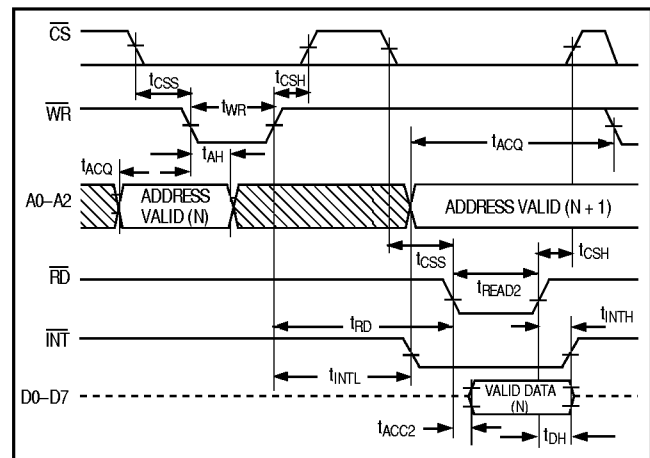 CS
tCSS
tWR
tCSH
WR
tACQ
tAH
tACQ
A0–A2
ADDRESS
VALID (N)
ADDRESS VALID (N + 1)
tCSS
tCSH
RD
tREAD2
tRD
tINTH
INT
tINTL
D0–D7
VALID DATA
(N)
tACC2
tDH